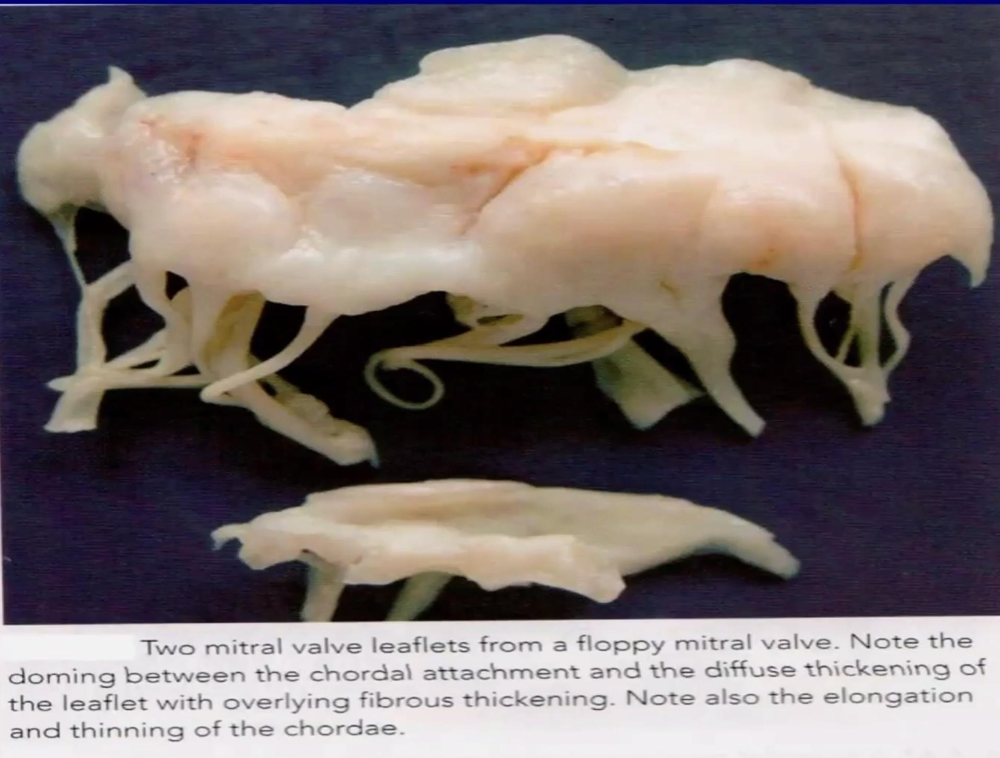 Two mitral valve leaflets from a floppy mitral valve. Note the
doming between the chordal attachment and the diffuse thickening of
the leaflet with overlying fibrous thickening. Note also the elongation
and thinning of the chordae.